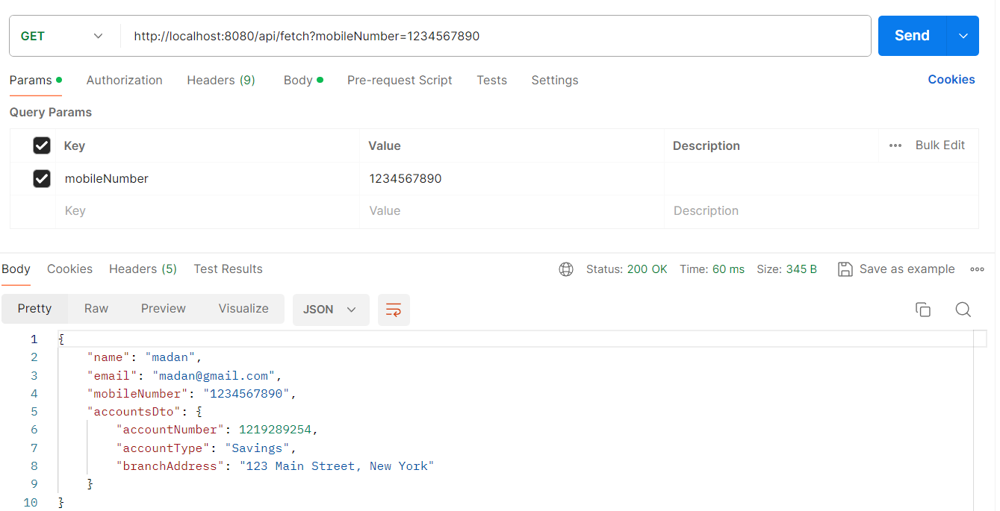 GET http://localhost:8080/api/fetch?mobileNumber=1234567890 Send
Params Authorization Headers (9) Body Pre-request Script Tests Settings Cookies
Query Params
Key Value Description Bulk Edit
mobileNumber 1234567890
Key Value Description
Body Cookies Headers (5) Test Results Status: 200 OK Time: 60 ms Size: 345 B Save as example
Pretty Raw Preview Visualize JSON
1 {
2 "name": "madan",
3 "email": "madan@gmail.com",
4 "mobileNumber": "1234567890",
5 "accountsDto": {
6 "accountNumber": 1219289254,
7 "accountType": "Savings",
8 "branchAddress": "123 Main Street, New York"
9 }
10 }